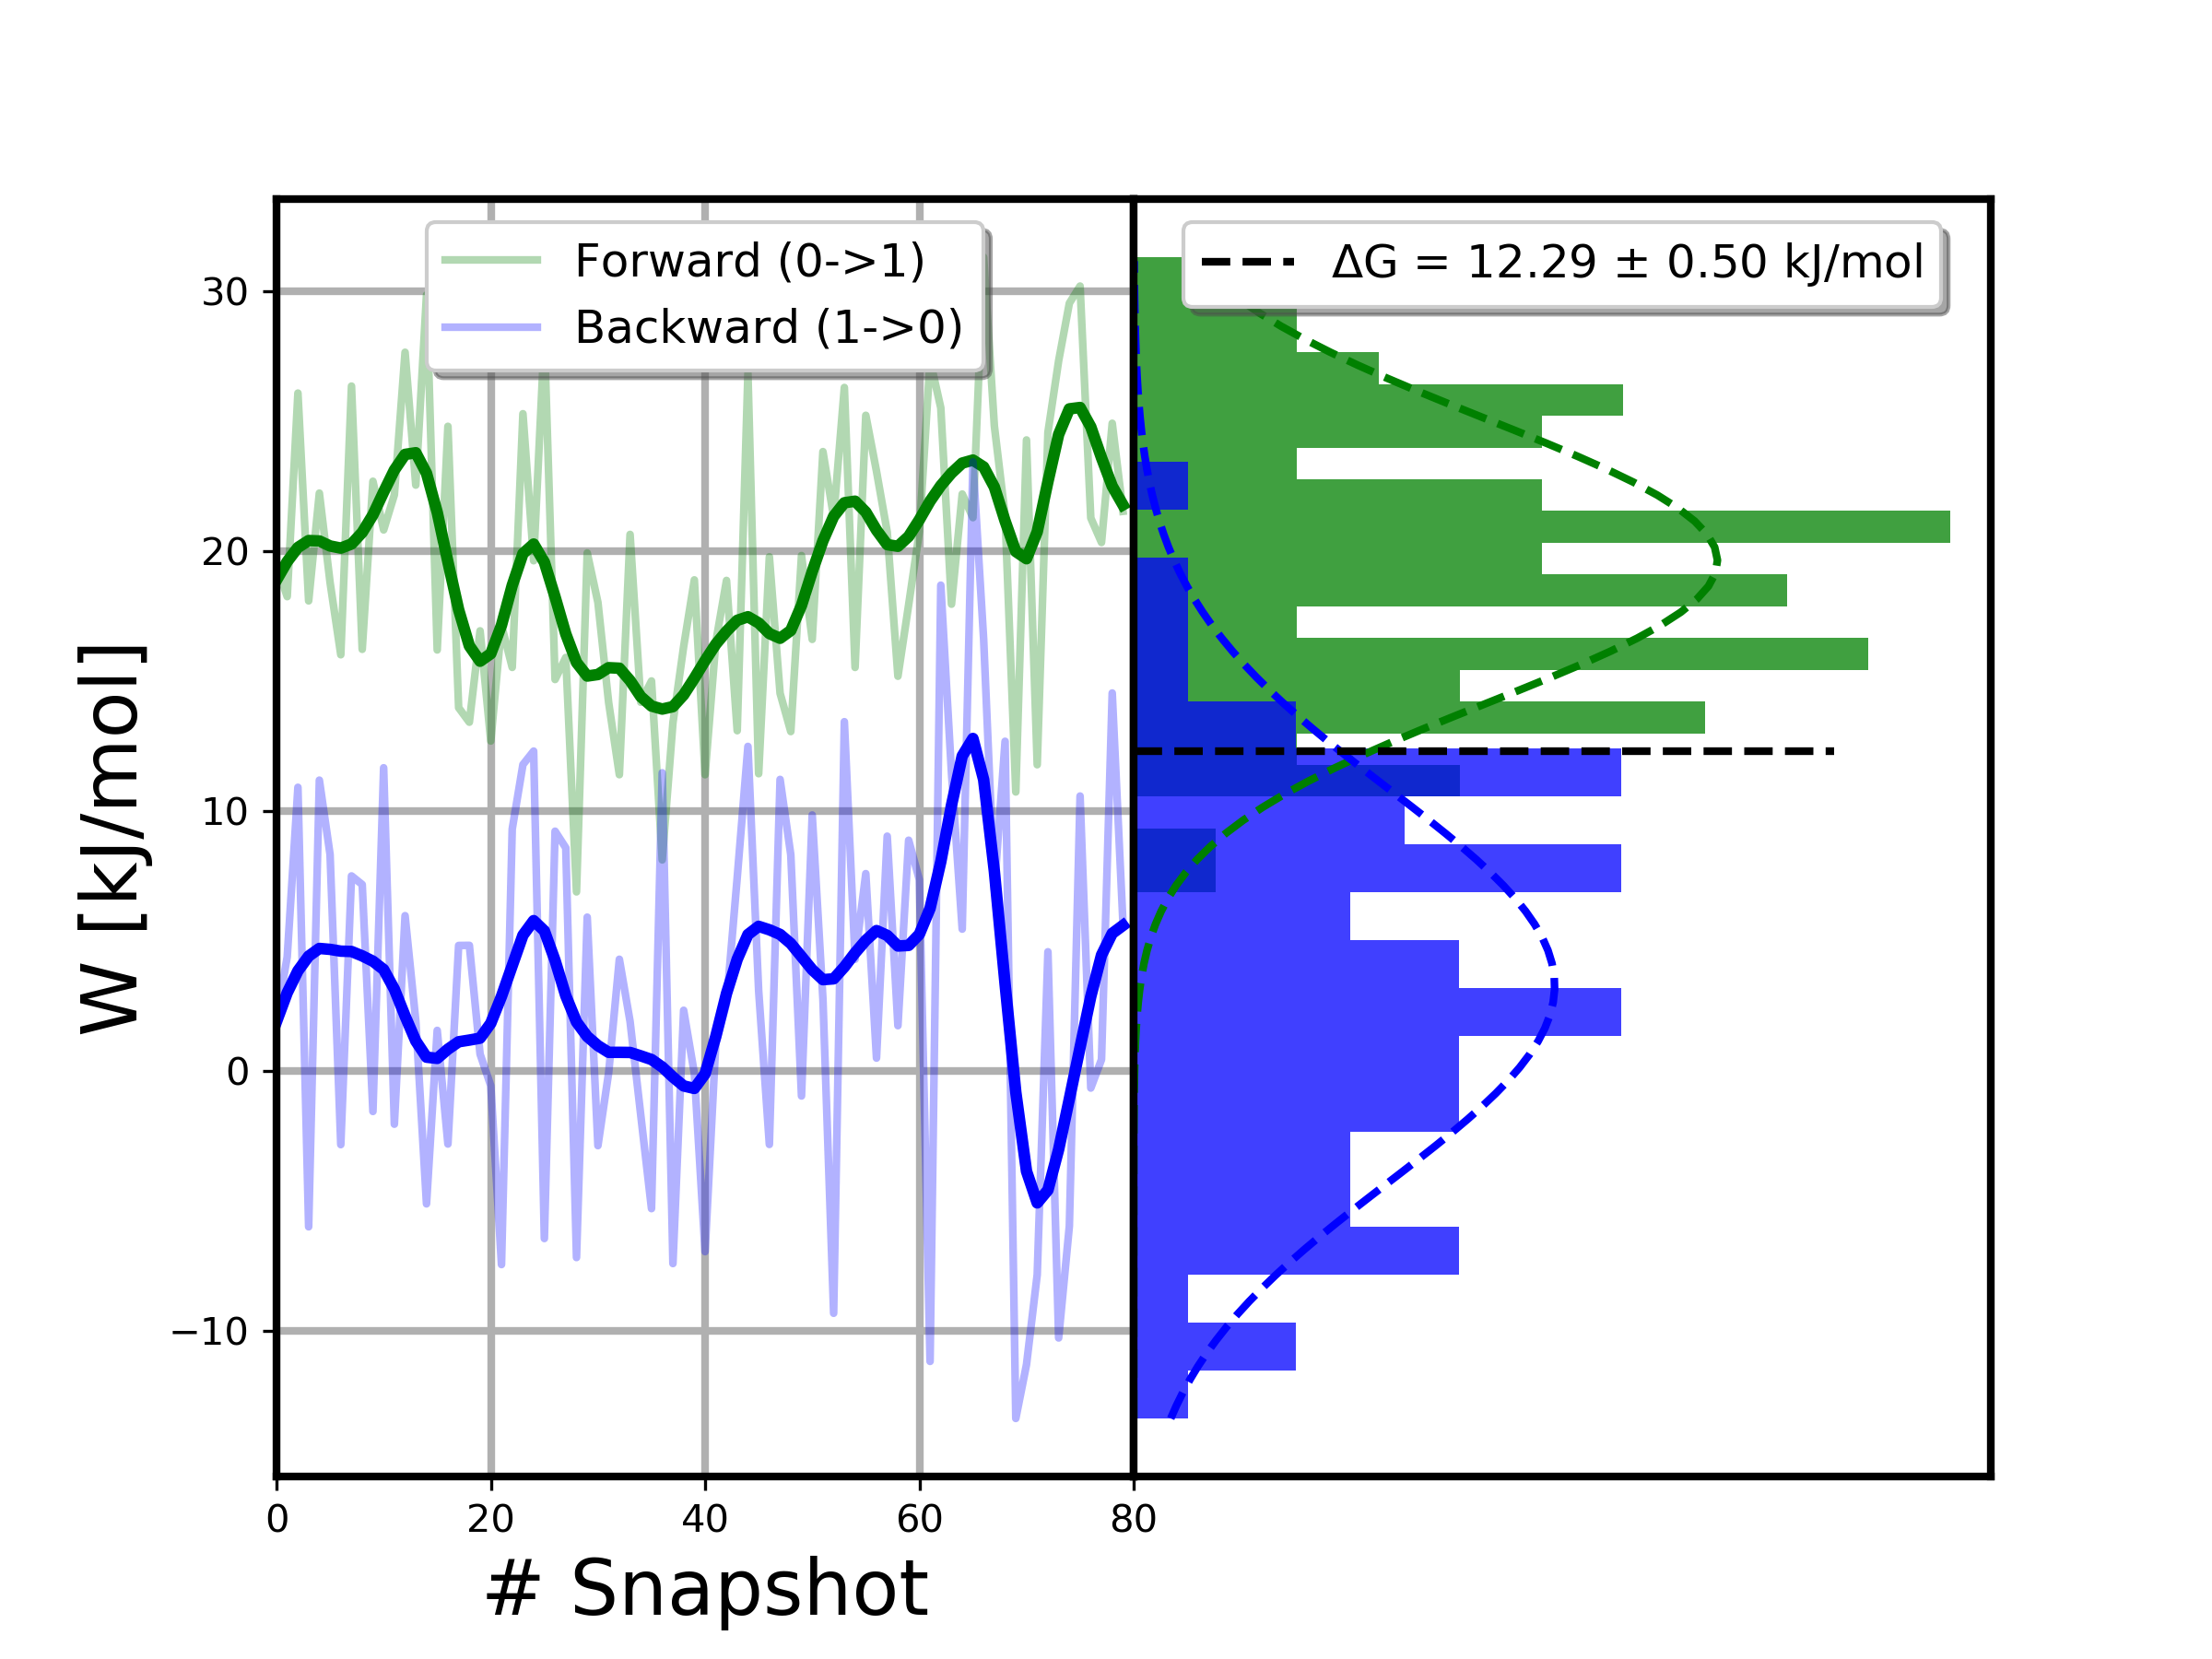 Forward (0->1)
Backward (1->0)
ΔG = 12.29 ± 0.50 kJ/mol
W [kJ/mol]
30
20
10
0
−10
0 20 40 60 80
# Snapshot